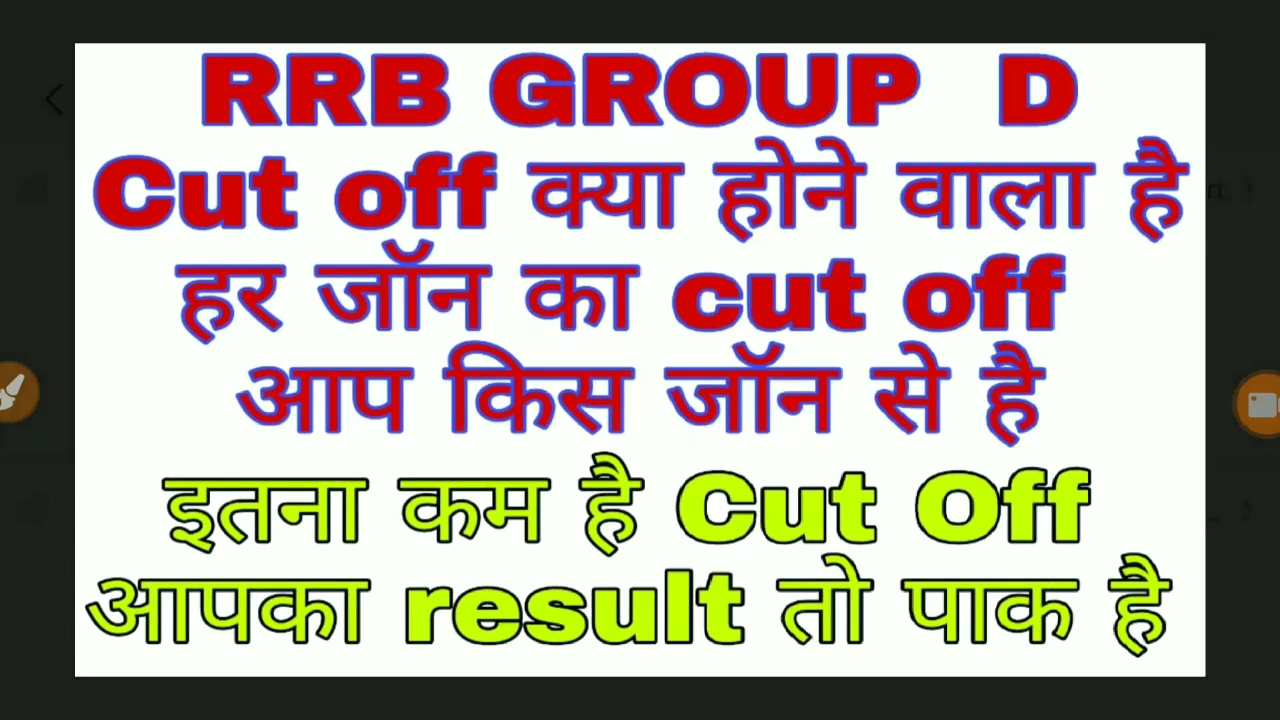 RRB GROUP D
Cut off क्या होने वाला है
हर जॉन का cut off
आप किस जॉन से है
इतना कम है Cut Off
आपका result तो पाक है